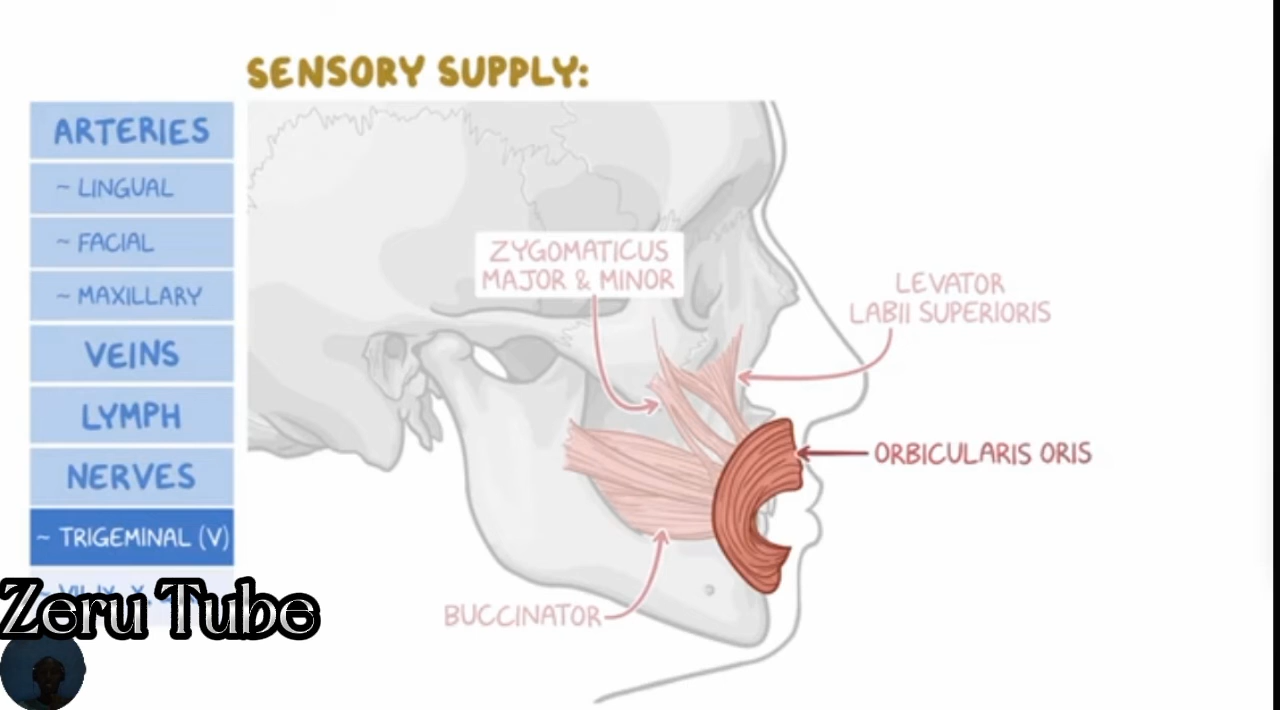 SENSORY SUPPLY:
ARTERIES
~ LINGUAL
~ FACIAL
~ MAXILLARY
VEINS
LYMPH
NERVES
~ TRIGEMINAL (V)
ZYGOMATICUS
MAJOR & MINOR
LEVATOR
LABII SUPERIORIS
ORBICULARIS ORIS
BUCCINATOR
Zeru Tube